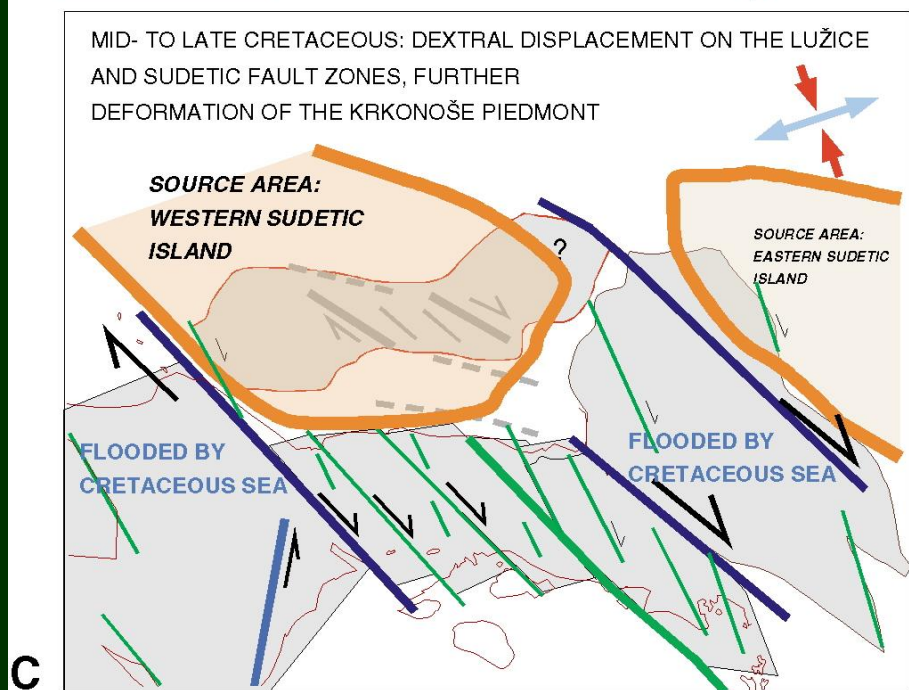 MID- TO LATE CRETACEOUS: DEXTRAL DISPLACEMENT ON THE LUŽICE
AND SUDETIC FAULT ZONES, FURTHER
DEFORMATION OF THE KRKONOŠE PIEDMONT
SOURCE AREA:
WESTERN SUDETIC
ISLAND
?
SOURCE AREA:
EASTERN SUDETIC
ISLAND
FLOODED BY
CRETACEOUS SEA
FLOODED BY
CRETACEOUS SEA
C